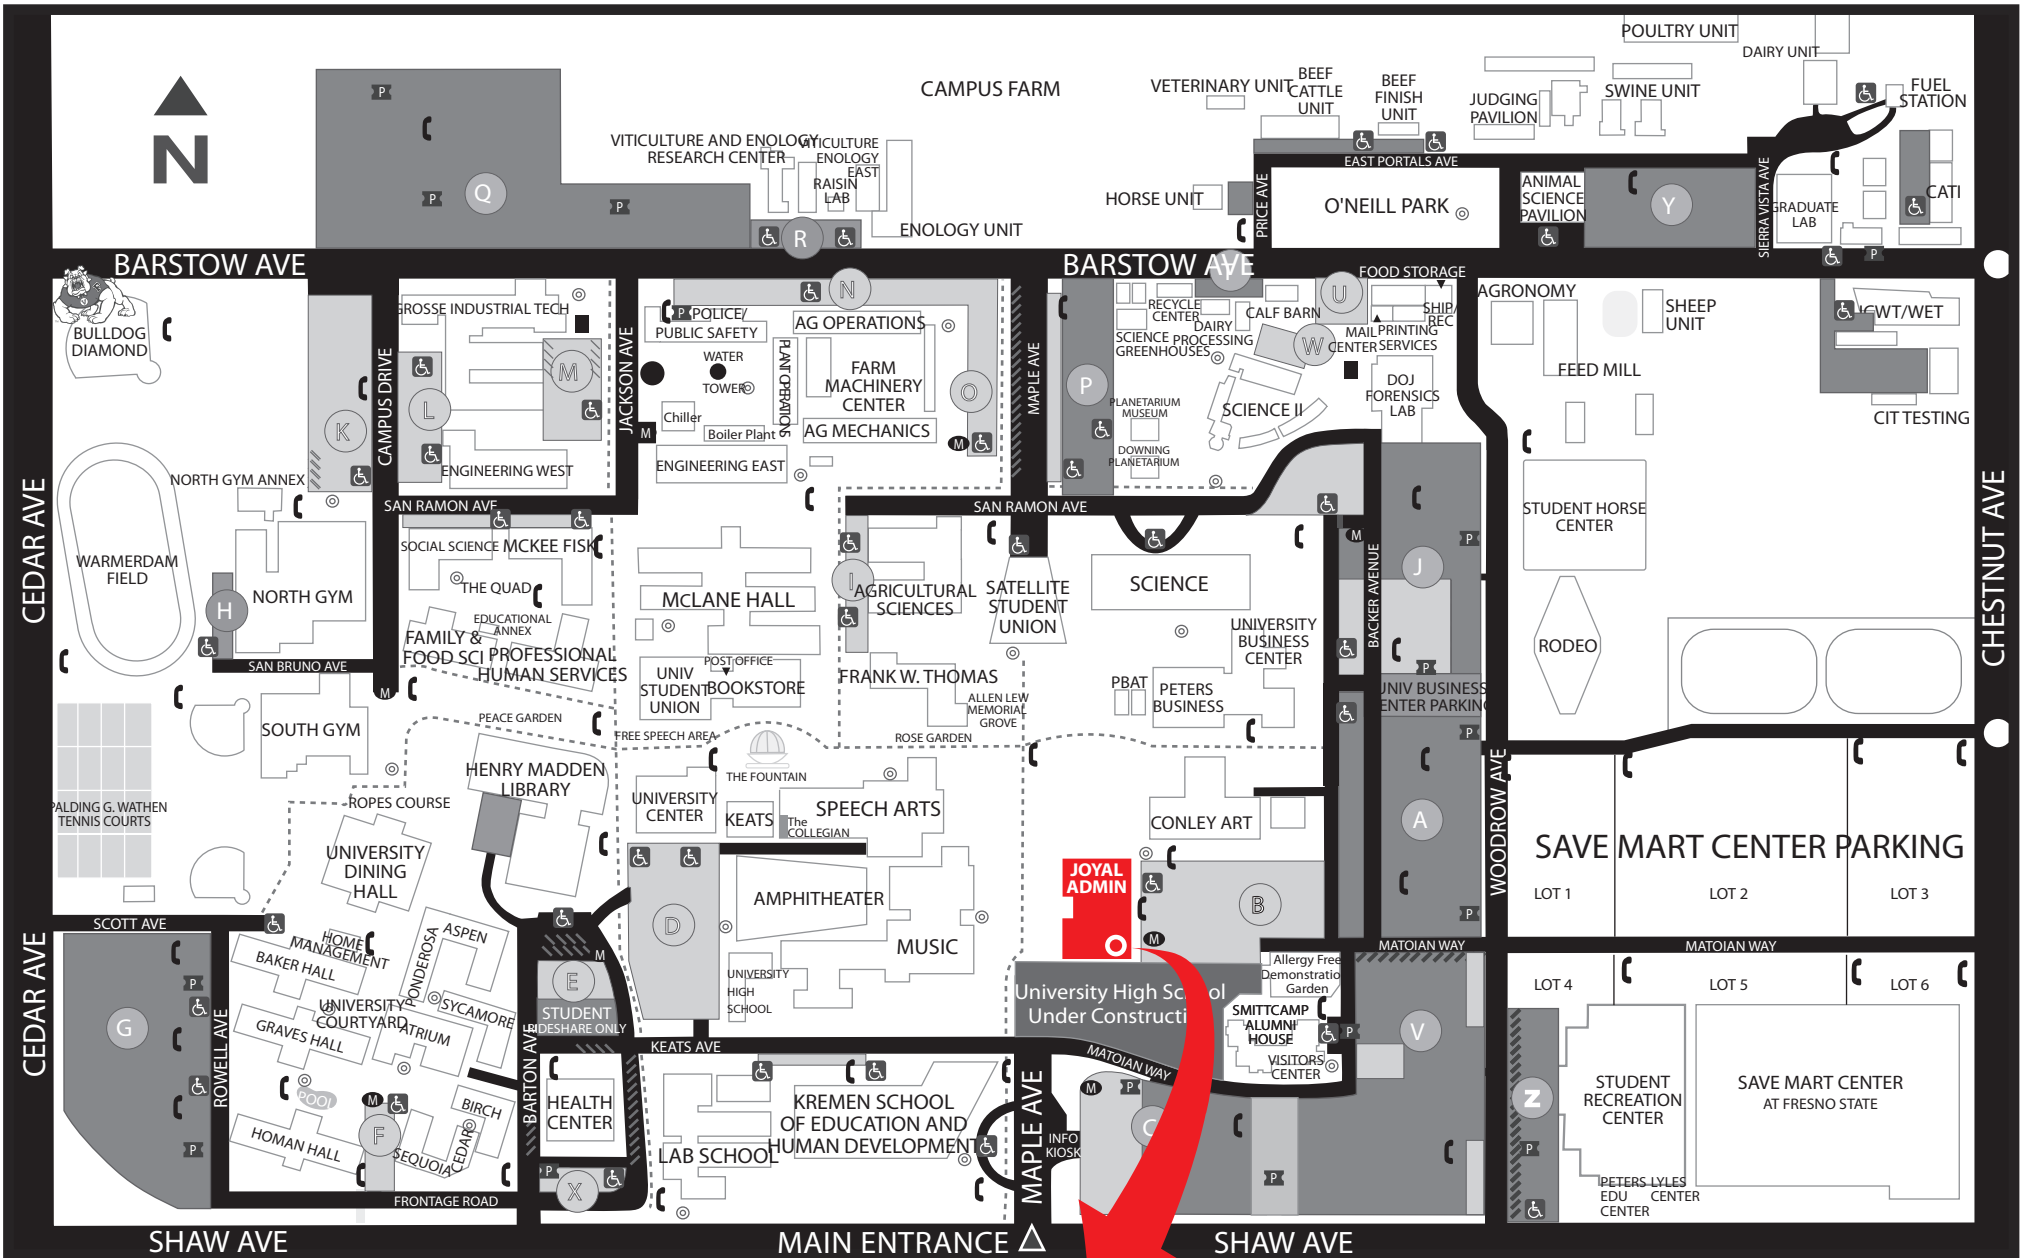 POULTRY UNIT
DAIRY UNIT
CAMPUS FARM
VETERINARY UNIT
BEEF
CATTLE
UNIT
BEEF
FINISH
UNIT
JUDGING
PAVILION
SWINE UNIT
FUEL
STATION
N
P
P
P
Q
VITICULTURE AND ENOLOGY
RESEARCH CENTER
VITICULTURE
ENOLOGY
EAST
RAISIN
LAB
R
ENOLOGY UNIT
HORSE UNIT
PRICE AVE
EAST PORTALS AVE
O'NEILL PARK
ANIMAL
SCIENCE
PAVILION
Y
SIERRA VISTA AVE
GRADUATE
LAB
CATI
P
BARSTOW AVE
BARSTOW AVE
T
BULLDOG
DIAMOND
K
CAMPUS DRIVE
GROSSE INDUSTRIAL TECH
L
M
ENGINEERING WEST
JACKSON AVE
P
POLICE/
PUBLIC SAFETY
N
AG OPERATIONS
WATER
TOWER
PLANT OPERATIONS
FARM
MACHINERY
CENTER
O
Chiller
Boiler Plant
AG MECHANICS
M
M
ENGINEERING EAST
MAPLE AVE
P
RECYCLE
CENTER
SCIENCE
GREENHOUSES
DAIRY
PROCESSING
CALF BARN
U
W
FOOD STORAGE
SHIP/
REC
MAIL
CENTER
PRINTING
SERVICES
DOJ
FORENSICS
LAB
PLANETARIUM
MUSEUM
DOWNING
PLANETARIUM
SCIENCE II
AGRONOMY
SHEEP
UNIT
FEED MILL
ICWT/WET
CIT TESTING
CEDAR AVE
WARMERDAM
FIELD
NORTH GYM ANNEX
H
NORTH GYM
SAN BRUNO AVE
SAN RAMON AVE
SAN RAMON AVE
SOCIAL SCIENCE
MCKEE FISK
THE QUAD
EDUCATIONAL
ANNEX
FAMILY &
FOOD SCI
PROFESSIONAL
HUMAN SERVICES
M
McLANE HALL
I
AGRICULTURAL
SCIENCES
SATELLITE
STUDENT
UNION
SCIENCE
UNIVERSITY
BUSINESS
CENTER
M
BACKER AVENUE
J
P
P
STUDENT HORSE
CENTER
RODEO
CHESTNUT AVE
POST OFFICE
UNIV
STUDENT
UNION
BOOKSTORE
FRANK W. THOMAS
ALLEN LEW
MEMORIAL
GROVE
PBAT
PETERS
BUSINESS
UNIV BUSINESS
CENTER PARKING
P
SOUTH GYM
PEACE GARDEN
FREE SPEECH AREA
ROSE GARDEN
THE FOUNTAIN
HENRY MADDEN
LIBRARY
UNIVERSITY
CENTER
KEATS
The
COLLEGIAN
SPEECH ARTS
CONLEY ART
A
WOODROW AVE
SAVE MART CENTER PARKING
LOT 1
LOT 2
LOT 3
SPALDING G. WATHEN
TENNIS COURTS
ROPES COURSE
UNIVERSITY
DINING
HALL
D
AMPHITHEATER
MUSIC
JOYAL
ADMIN
B
M
P
MATOIAN WAY
MATOIAN WAY
SCOTT AVE
CEDAR AVE
G
P
P
ROWELL AVE
HOME
MANAGEMENT
BAKER HALL
PONDEROSA
ASPEN
UNIVERSITY
COURTYARD
SYCAMORE
GRAVES HALL
ATRIUM
POOL
M
F
HOMAN HALL
SEQUOIA
CEDAR
BIRCH
BARTON AVE
M
E
STUDENT
RIDESHARE ONLY
UNIVERSITY
HIGH
SCHOOL
KEATS AVE
HEALTH
CENTER
P
X
LAB SCHOOL
KREMEN SCHOOL
OF EDUCATION AND
HUMAN DEVELOPMENT
University High School
Under Constructi
Allergy Free
Demonstration
Garden
SMITTCAMP
ALUMNI
HOUSE
VISITORS
CENTER
P
V
MATOIAN WAY
M
P
C
P
INFO
KIOSK
MAPLE AVE
LOT 4
LOT 5
LOT 6
Z
P
STUDENT
RECREATION
CENTER
SAVE MART CENTER
AT FRESNO STATE
PETERS
EDU
CENTER
LYLES
CENTER
FRONTAGE ROAD
SHAW AVE
MAIN ENTRANCE
SHAW AVE